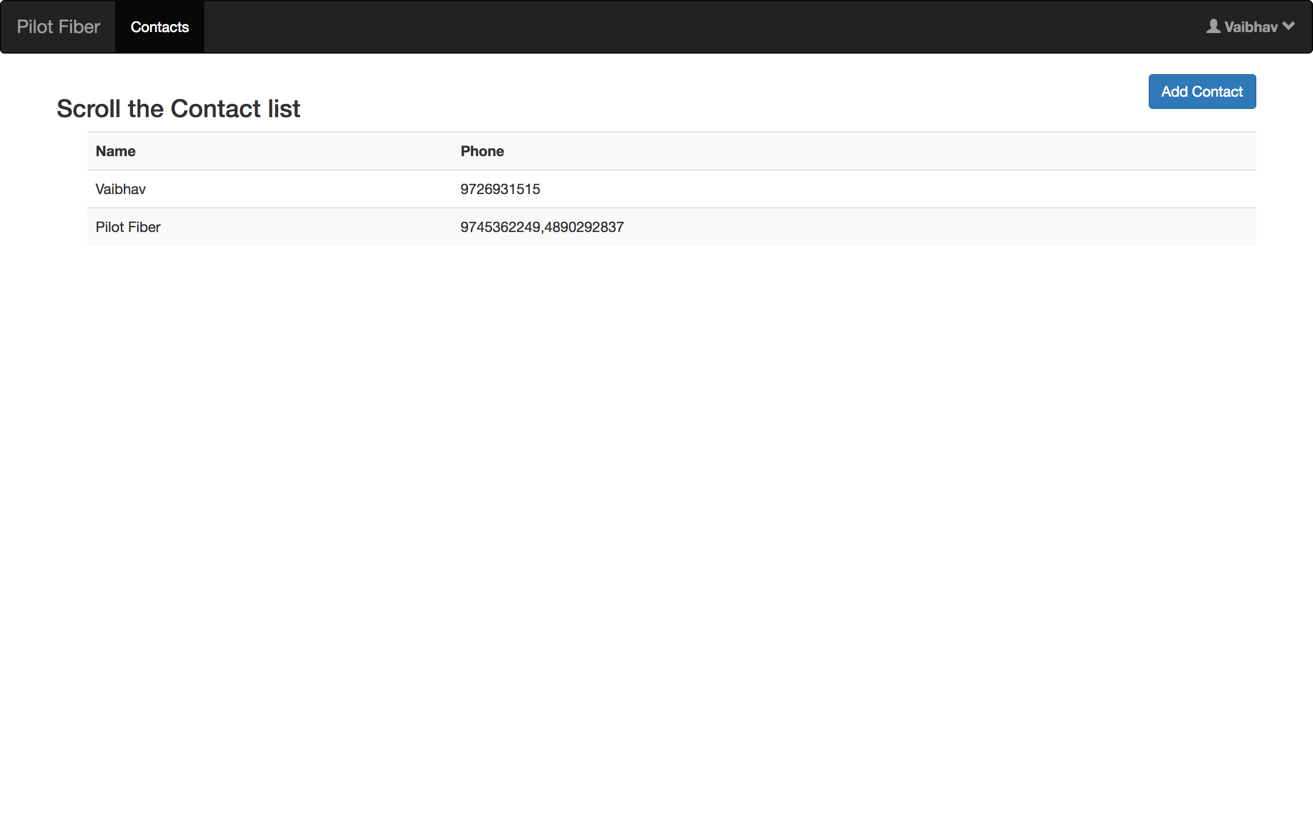 Pilot Fiber Contacts Vaibhav
Add Contact
Scroll the Contact list
Name Phone
Vaibhav 9726931515
Pilot Fiber 9745362249,4890292837